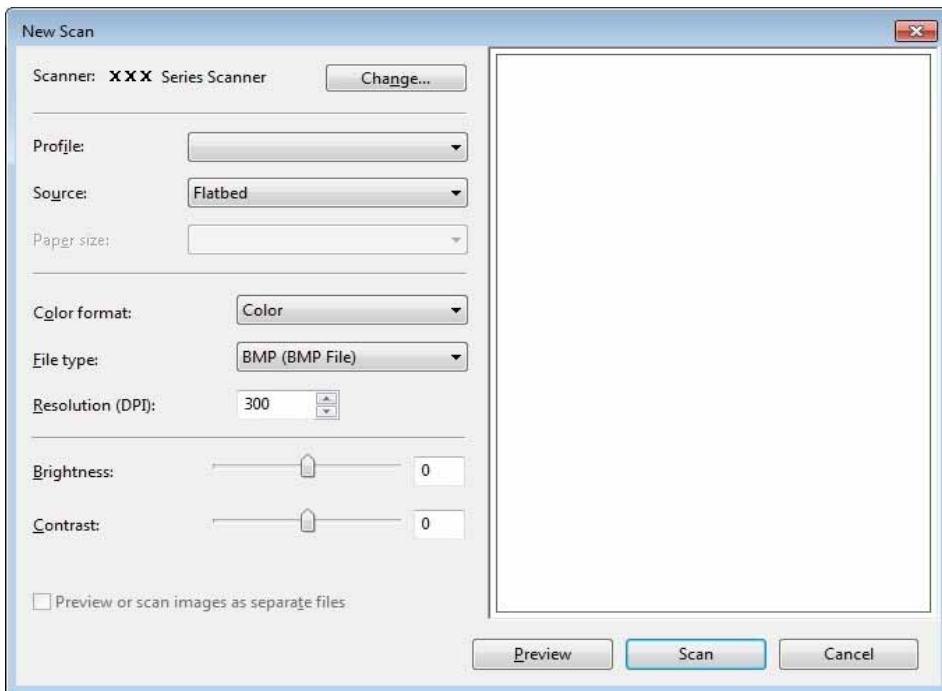 New Scan
Scanner: XXX Series Scanner
Change...
Profile:
Source: Flatbed
Paper size:
Color format: Color
File type: BMP (BMP File)
Resolution (DPI): 300
Brightness: 0
Contrast: 0
Preview or scan images as separate files
Preview Scan Cancel